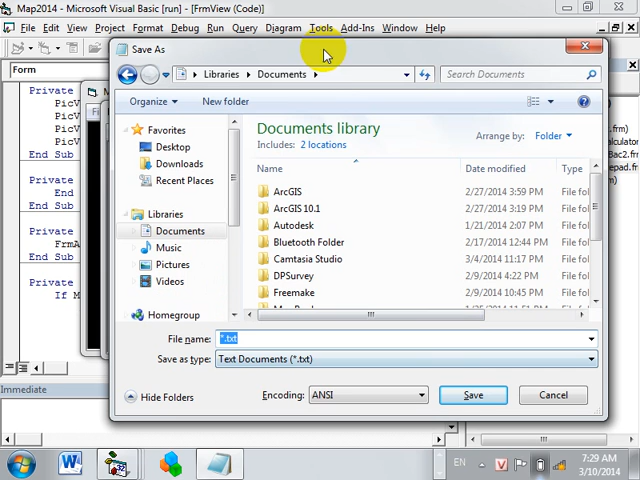 Map2014 - Microsoft Visual Basic [run] - [FrmView (Code)]
File Edit View Project Format Debug Run Query Diagram Tools Add-Ins Window Help
Form
Private
PicV
PicV
PicV
End Sub
Private
End
End Sub
Private
FrmA
End Sub
Private
If M
Immediate
Save As
Libraries Documents
Search Documents
Organize New folder
Favorites
Desktop
Downloads
Recent Places
Libraries
Documents
Music
Pictures
Videos
Homegroup
Documents library
Includes: 2 locations
Arrange by: Folder
Name Date modified Type
ArcGIS 2/27/2014 3:59 PM File fol
ArcGIS 10.1 2/27/2014 3:19 PM File fol
Autodesk 1/21/2014 2:07 PM File fol
Bluetooth Folder 2/17/2014 12:44 PM File fol
Camtasia Studio 3/4/2014 11:17 PM File fol
DPSurvey 2/9/2014 4:22 PM File fol
Freemake 2/9/2014 10:45 PM File fol
File name: *.txt
Save as type: Text Documents (*.txt)
Hide Folders
Encoding: ANSI
Save Cancel
.frm)
alculator
Bac2.fr
epad.fr
EN
7:29 AM
3/10/2014